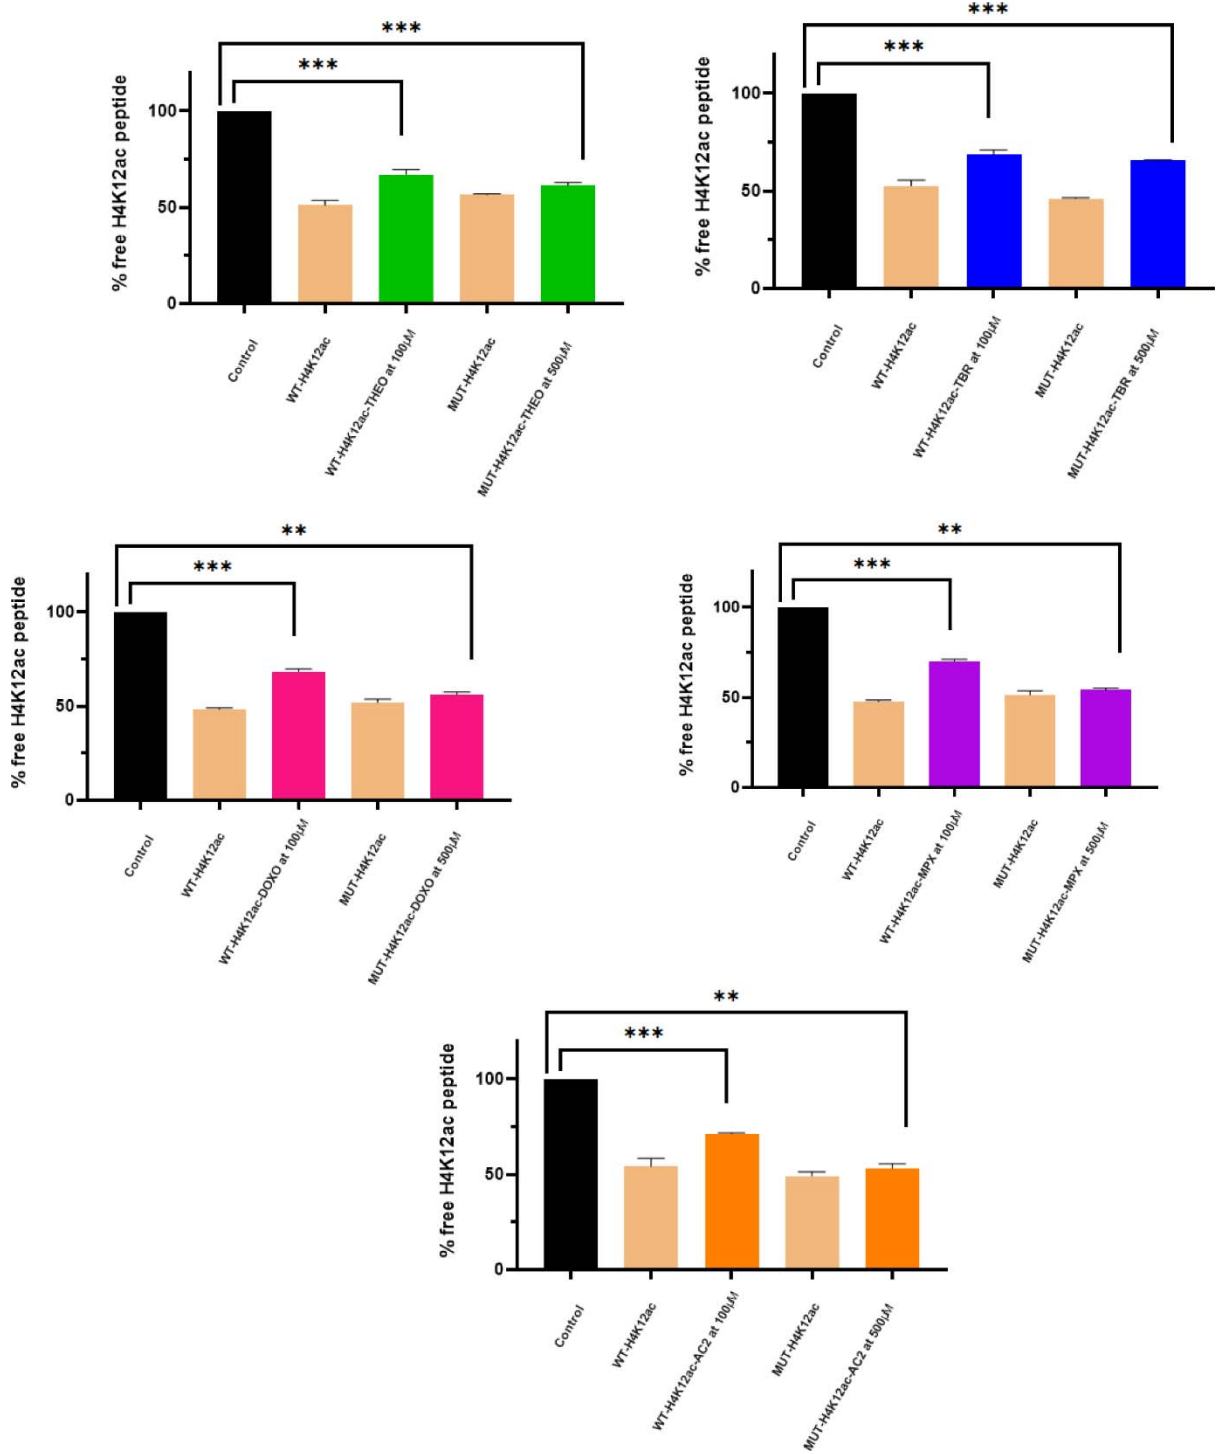 ***
***
% free H4K12ac peptide
100
50
0
Control
WT-H4K12ac
WT-H4K12ac-THEO at 100µM
MUT-H4K12ac
MUT-H4K12ac-THEO at 500µM
***
***
% free H4K12ac peptide
100
50
0
Control
WT-H4K12ac
WT-H4K12ac-TBR at 100µM
MUT-H4K12ac
MUT-H4K12ac-TBR at 500µM
**
***
% free H4K12ac peptide
100
50
0
Control
WT-H4K12ac
WT-H4K12ac-DOXO at 100µM
MUT-H4K12ac
MUT-H4K12ac-DOXO at 500µM
**
***
% free H4K12ac peptide
100
50
0
Control
WT-H4K12ac
WT-H4K12ac-MPX at 100µM
MUT-H4K12ac
MUT-H4K12ac-MPX at 500µM
**
***
% free H4K12ac peptide
100
50
0
Control
WT-H4K12ac
WT-H4K12ac-AC2 at 100µM
MUT-H4K12ac
MUT-H4K12ac-AC2 at 500µM